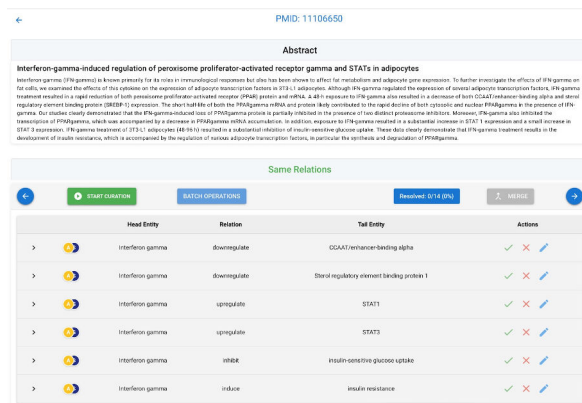 PMID: 11106650
Abstract
Interferon-gamma-induced regulation of peroxisome proliferator-activated receptor gamma and STATs in adipocytes
Interferon-gamma (IFN-gamma) is known primarily for its roles in immunological responses but also has been shown to affect fat metabolism and adipocyte gene expression. To further investigate the effects of IFN-gamma on
fat cells, we examined the effects of this cytokine on the expression of adipocyte transcription factors in 3T3-L1 adipocytes. Although IFN-gamma regulated the expression of several adipocyte transcription factors, IFN-gamma
treatment resulted in a rapid reduction of both peroxisome proliferator-activated receptor (PPAR) protein and mRNA. A 48-h exposure to IFN-gamma also resulted in a decrease of both CCAAT/enhancer-binding alpha and sterol
regulatory element binding protein (SREBP-1) expression. The short half-life of both the PPARgamma mRNA and protein likely contributed to the rapid decline of both cytosolic and nuclear PPARgamma in the presence of IFN-
gamma. Our studies clearly demonstrated that the IFN-gamma-induced loss of PPARgamma protein is partially inhibited in the presence of two distinct proteasome inhibitors. Moreover, IFN-gamma also inhibited the
transcription of PPARgamma, which was accompanied by a decrease in PPARgamma mRNA accumulation. In addition, exposure to IFN-gamma resulted in a substantial increase in STAT 1 expression and a small increase in
STAT 3 expression. IFN-gamma treatment of 3T3-L1 adipocytes (48-96 h) resulted in a substantial inhibition of insulin-sensitive glucose uptake. These data clearly demonstrate that IFN-gamma treatment results in the
development of insulin resistance, which is accompanied by the regulation of various adipocyte transcription factors, in particular the synthesis and degradation of PPARgamma.
Same Relations
START CURATION BATCH OPERATIONS Resolved: 0/14 (0%) MERGE
Head Entity Relation Tail Entity Actions
Interferon gamma downregulate CCAAT/enhancer-binding alpha
Interferon gamma downregulate Sterol regulatory element binding protein 1
Interferon gamma upregulate STAT1
Interferon gamma upregulate STAT3
Interferon gamma inhibit insulin-sensitive glucose uptake
Interferon gamma induce insulin resistance